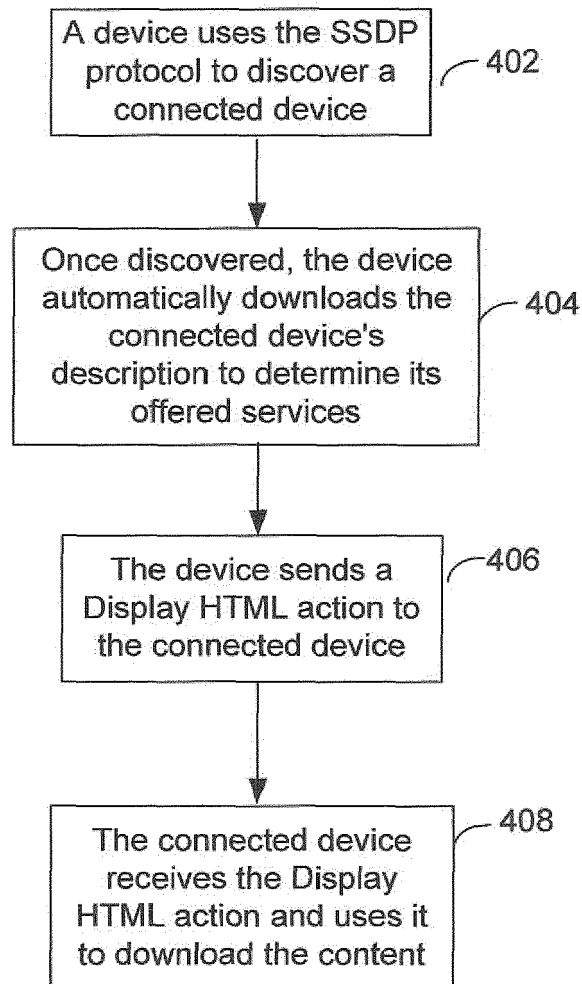 A device uses the SSDP
protocol to discover a
connected device
402
Once discovered, the device
automatically downloads the
connected device's
description to determine its
offered services
404
The device sends a
Display HTML action to
the connected device
406
The connected device
receives the Display
HTML action and uses it
to download the content
408